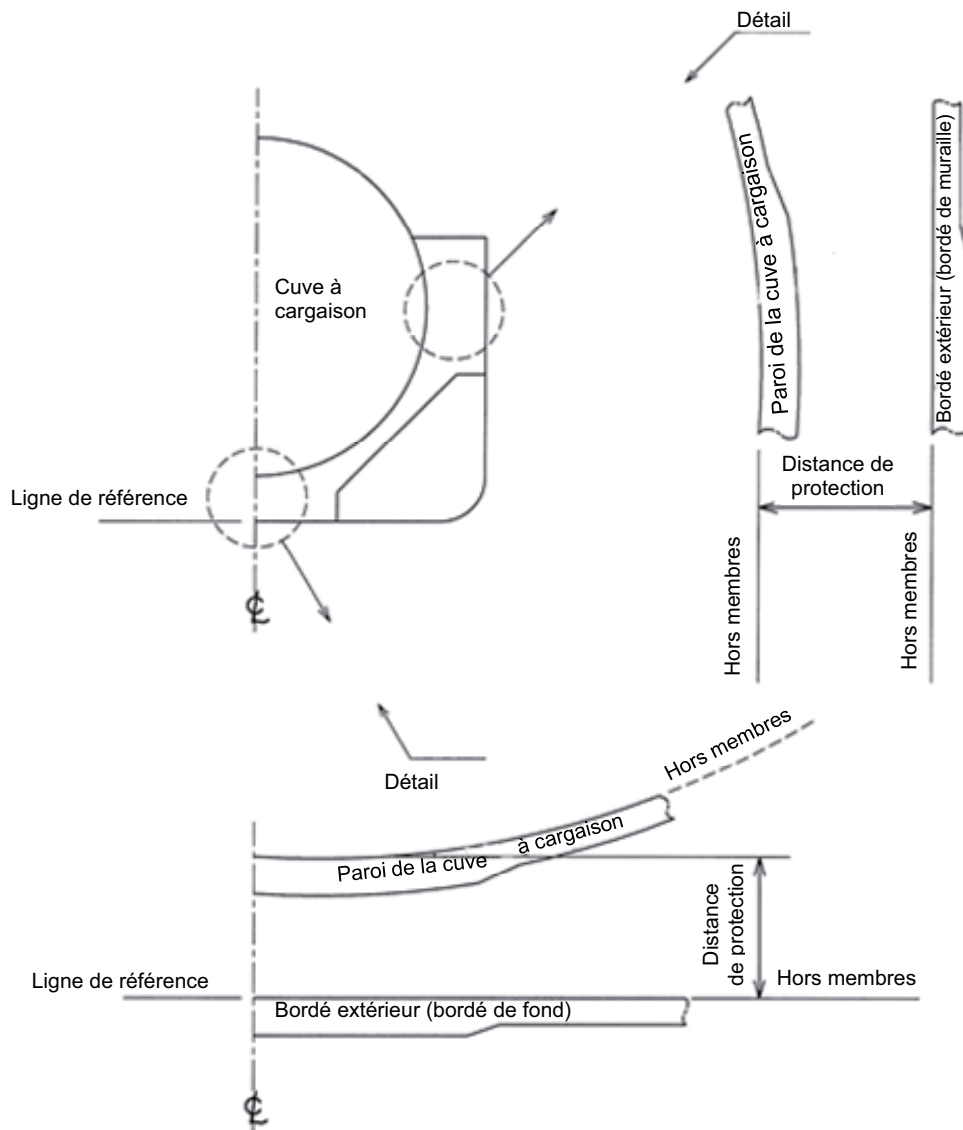 Détail
Paroi de la cuve à cargaison
Bordé extérieur (bordé de muraille)
Cuve à
cargaison
Distance de
protection
Ligne de référence
Hors membres
Hors membres
℄
Détail
Hors membres
Paroi de la cuve à cargaison
Distance
de protection
Ligne de référence
Hors membres
Bordé extérieur (bordé de fond)
℄